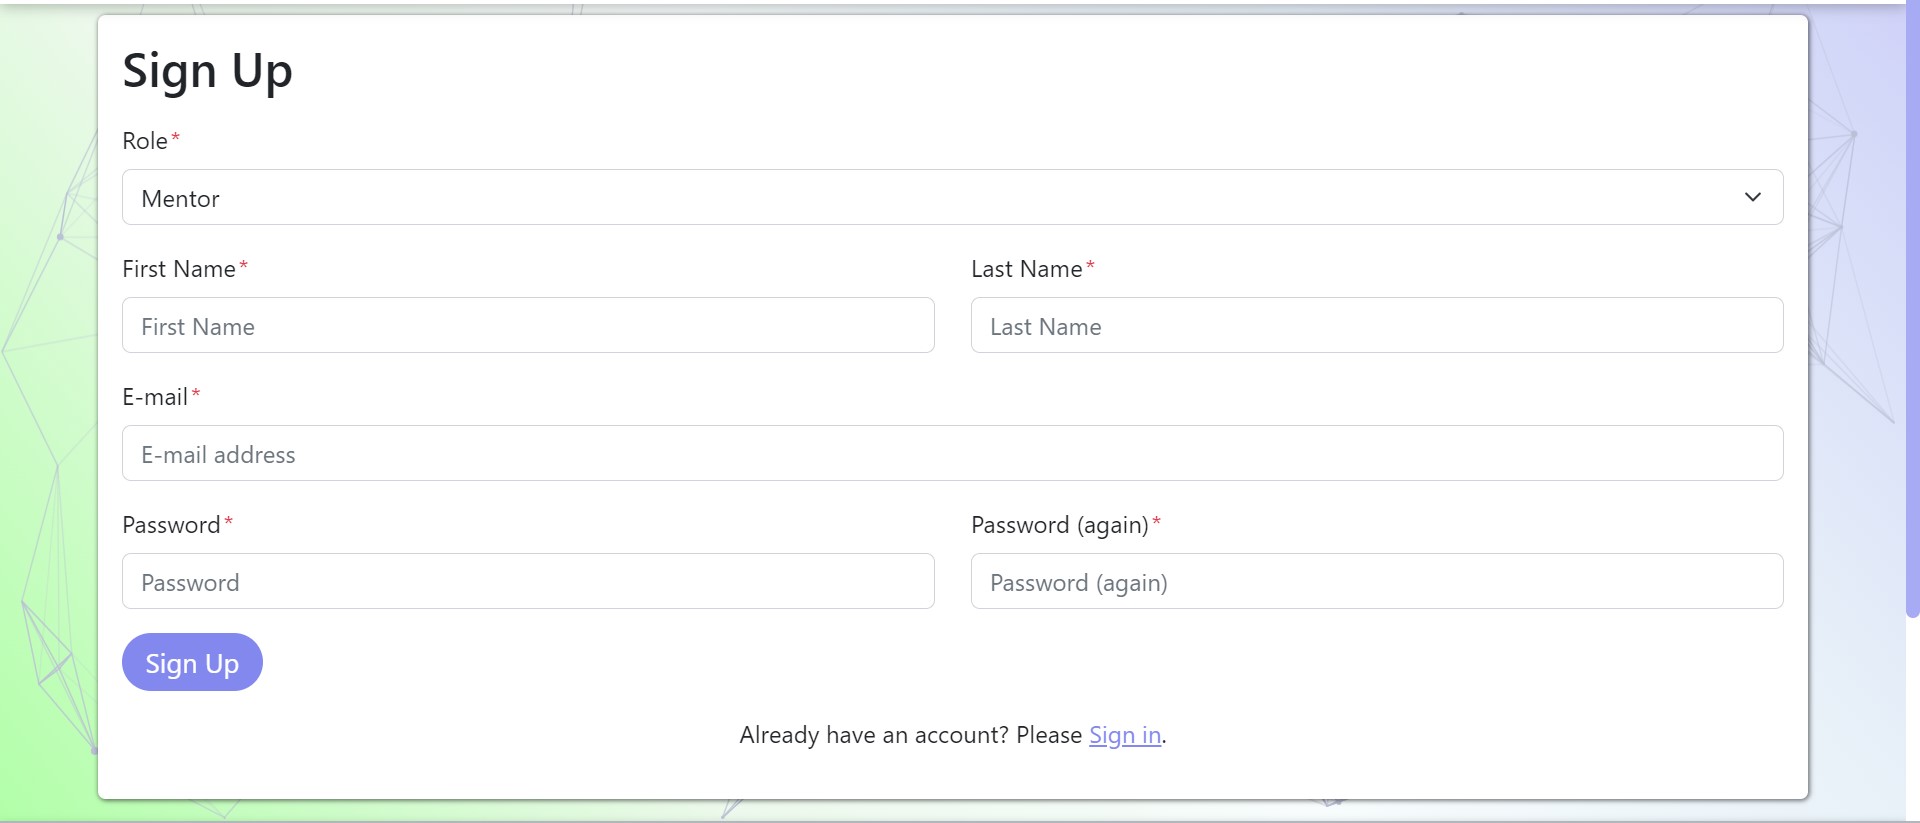 Sign Up
Role*
Mentor
First Name* Last Name*
First Name Last Name
E-mail*
E-mail address
Password* Password (again)*
Password Password (again)
Sign Up
Already have an account? Please Sign in.